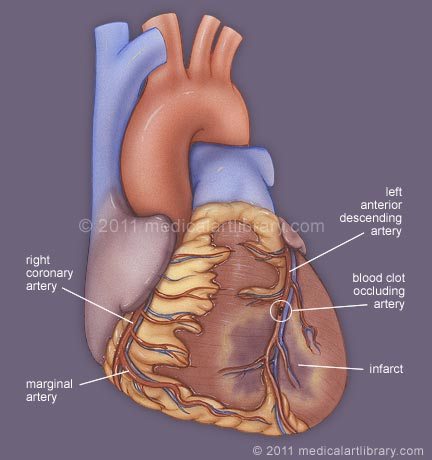 left
anterior
descending
artery
© 2011 medicalartlibrary.com
right
coronary
artery
blood clot
occluding
artery
infarct
marginal
artery
© 2011 medicalartlibrary.com